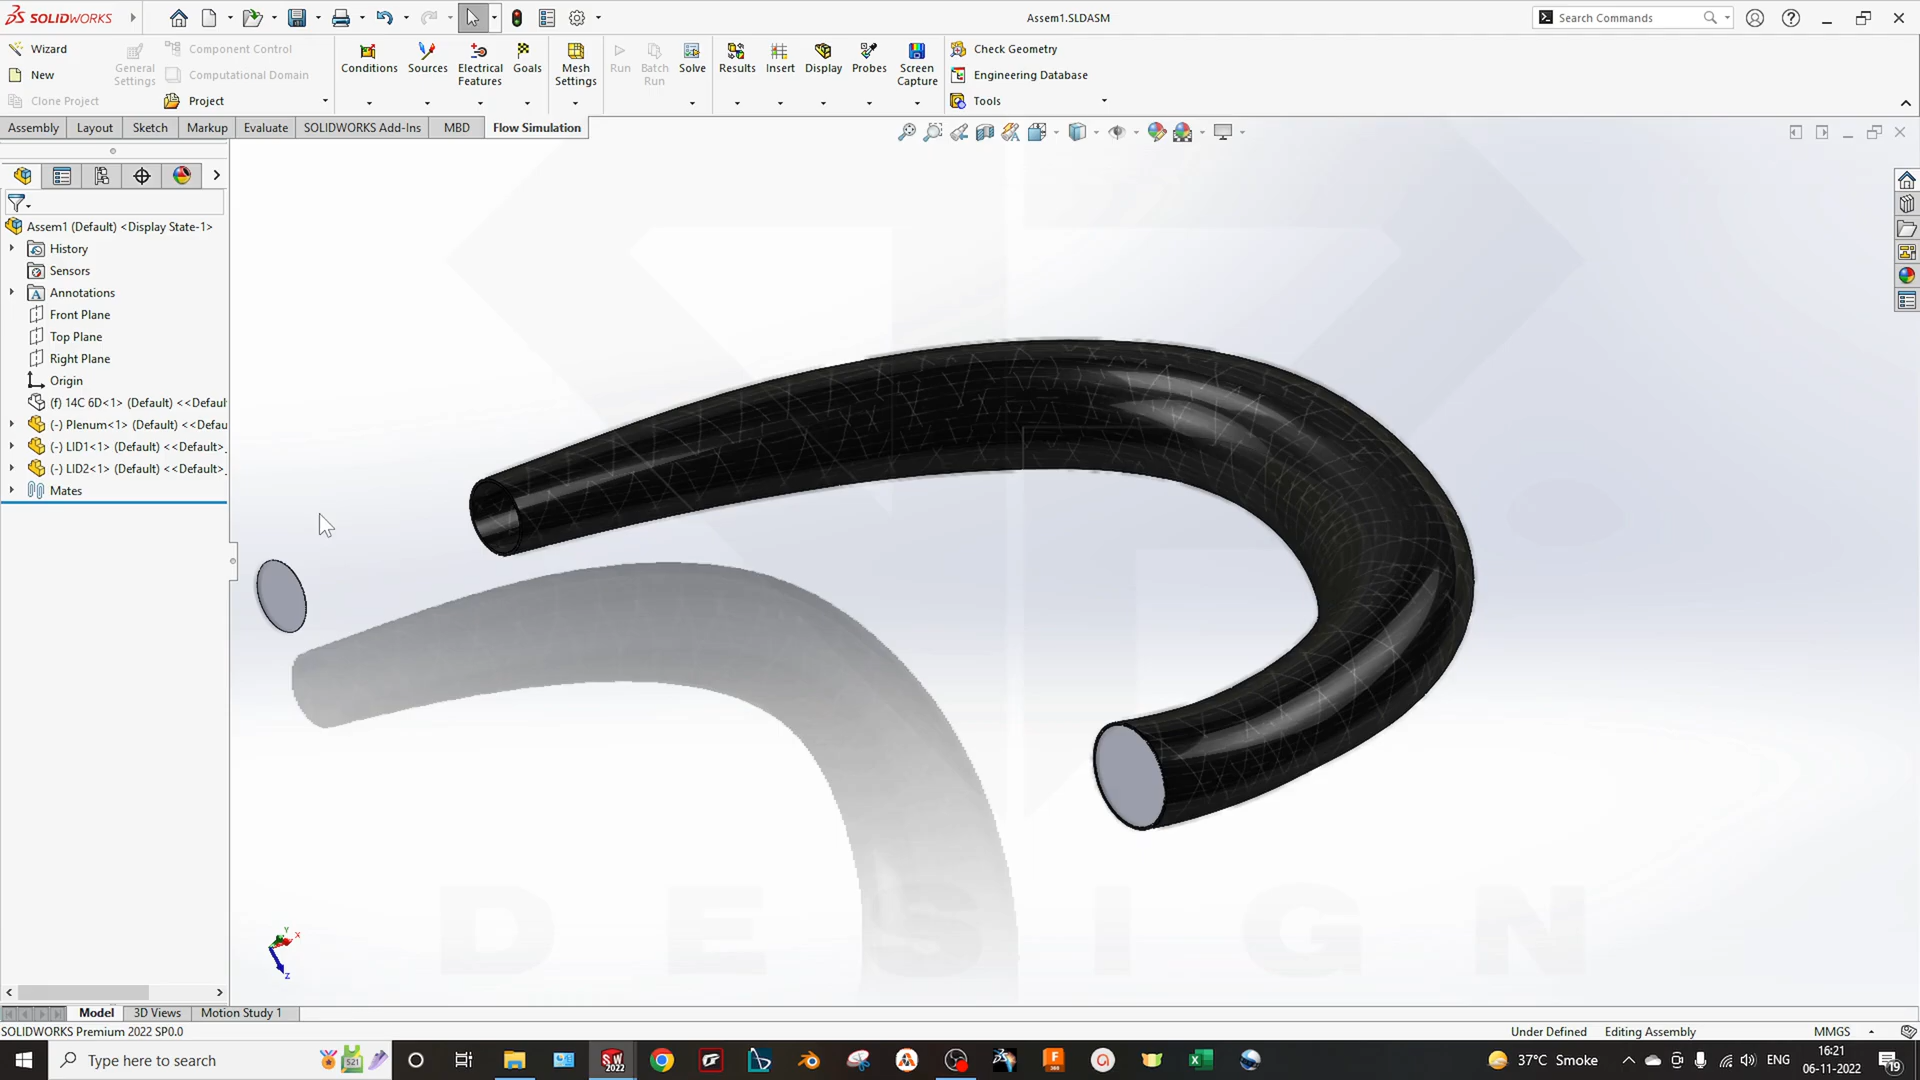 SOLIDWORKS
Assem1.SLDASM
Search Commands
Wizard
New
Clone Project
General Settings
Component Control
Computational Domain
Project
Conditions
Sources
Electrical Features
Goals
Mesh Settings
Run
Batch Run
Solve
Results
Insert
Display
Probes
Screen Capture
Check Geometry
Engineering Database
Tools
Assembly
Layout
Sketch
Markup
Evaluate
SOLIDWORKS Add-Ins
MBD
Flow Simulation
Assem1 (Default) <Display State-1>
History
Sensors
Annotations
Front Plane
Top Plane
Right Plane
Origin
(f) 14C 6D<1> (Default) <<Defaul
(-) Plenum<1> (Default) <<Defau
(-) LID1<1> (Default) <<Default>_
(-) LID2<1> (Default) <<Default>_
Mates
DESIGN
Y
X
Z
Model
3D Views
Motion Study 1
SOLIDWORKS Premium 2022 SP0.0
Under Defined
Editing Assembly
MMGS
Type here to search
37°C Smoke
ENG
16:21
06-11-2022
19